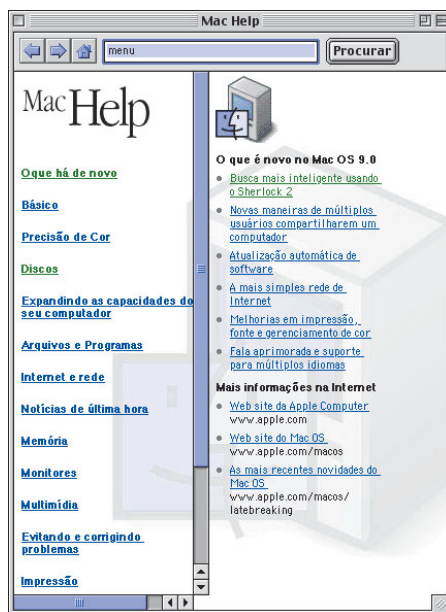 Mac Help
menu
Procurar
Mac Help
O que há de novo
Básico
Precisão de Cor
Discos
Expandindo as capacidades do
seu computador
Arquivos e Programas
Internet e rede
Notícias de última hora
Memória
Monitores
Multimídia
Evitando e corrigindo
problemas
Impressão
O que é novo no Mac OS 9.0
Busca mais inteligente usando
o Sherlock 2
Novas maneiras de múltiplos
usuários compartilharem um
computador
Atualização automática de
software
A mais simples rede de
Internet
Melhorias em impressão,
fonte e gerenciamento de cor
Fala aprimorada e suporte
para múltiplos idiomas
Mais informações na Internet
Web site da Apple Computer
www.apple.com
Web site do Mac OS
www.apple.com/macos
As mais recentes novidades do
Mac OS
www.apple.com/macos/
latebreaking